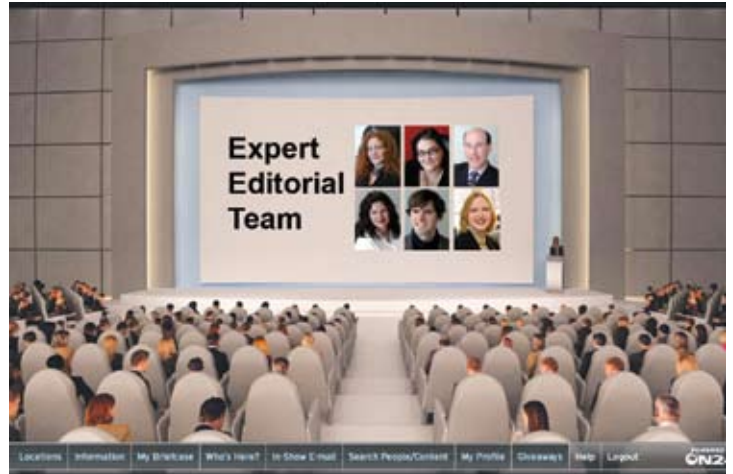 Expert
Editorial
Team
Locations Information My Briefcase Who's Here? In-Show E-mail Search People/Content My Profile Giveaways Help Logout
POWERED ON24